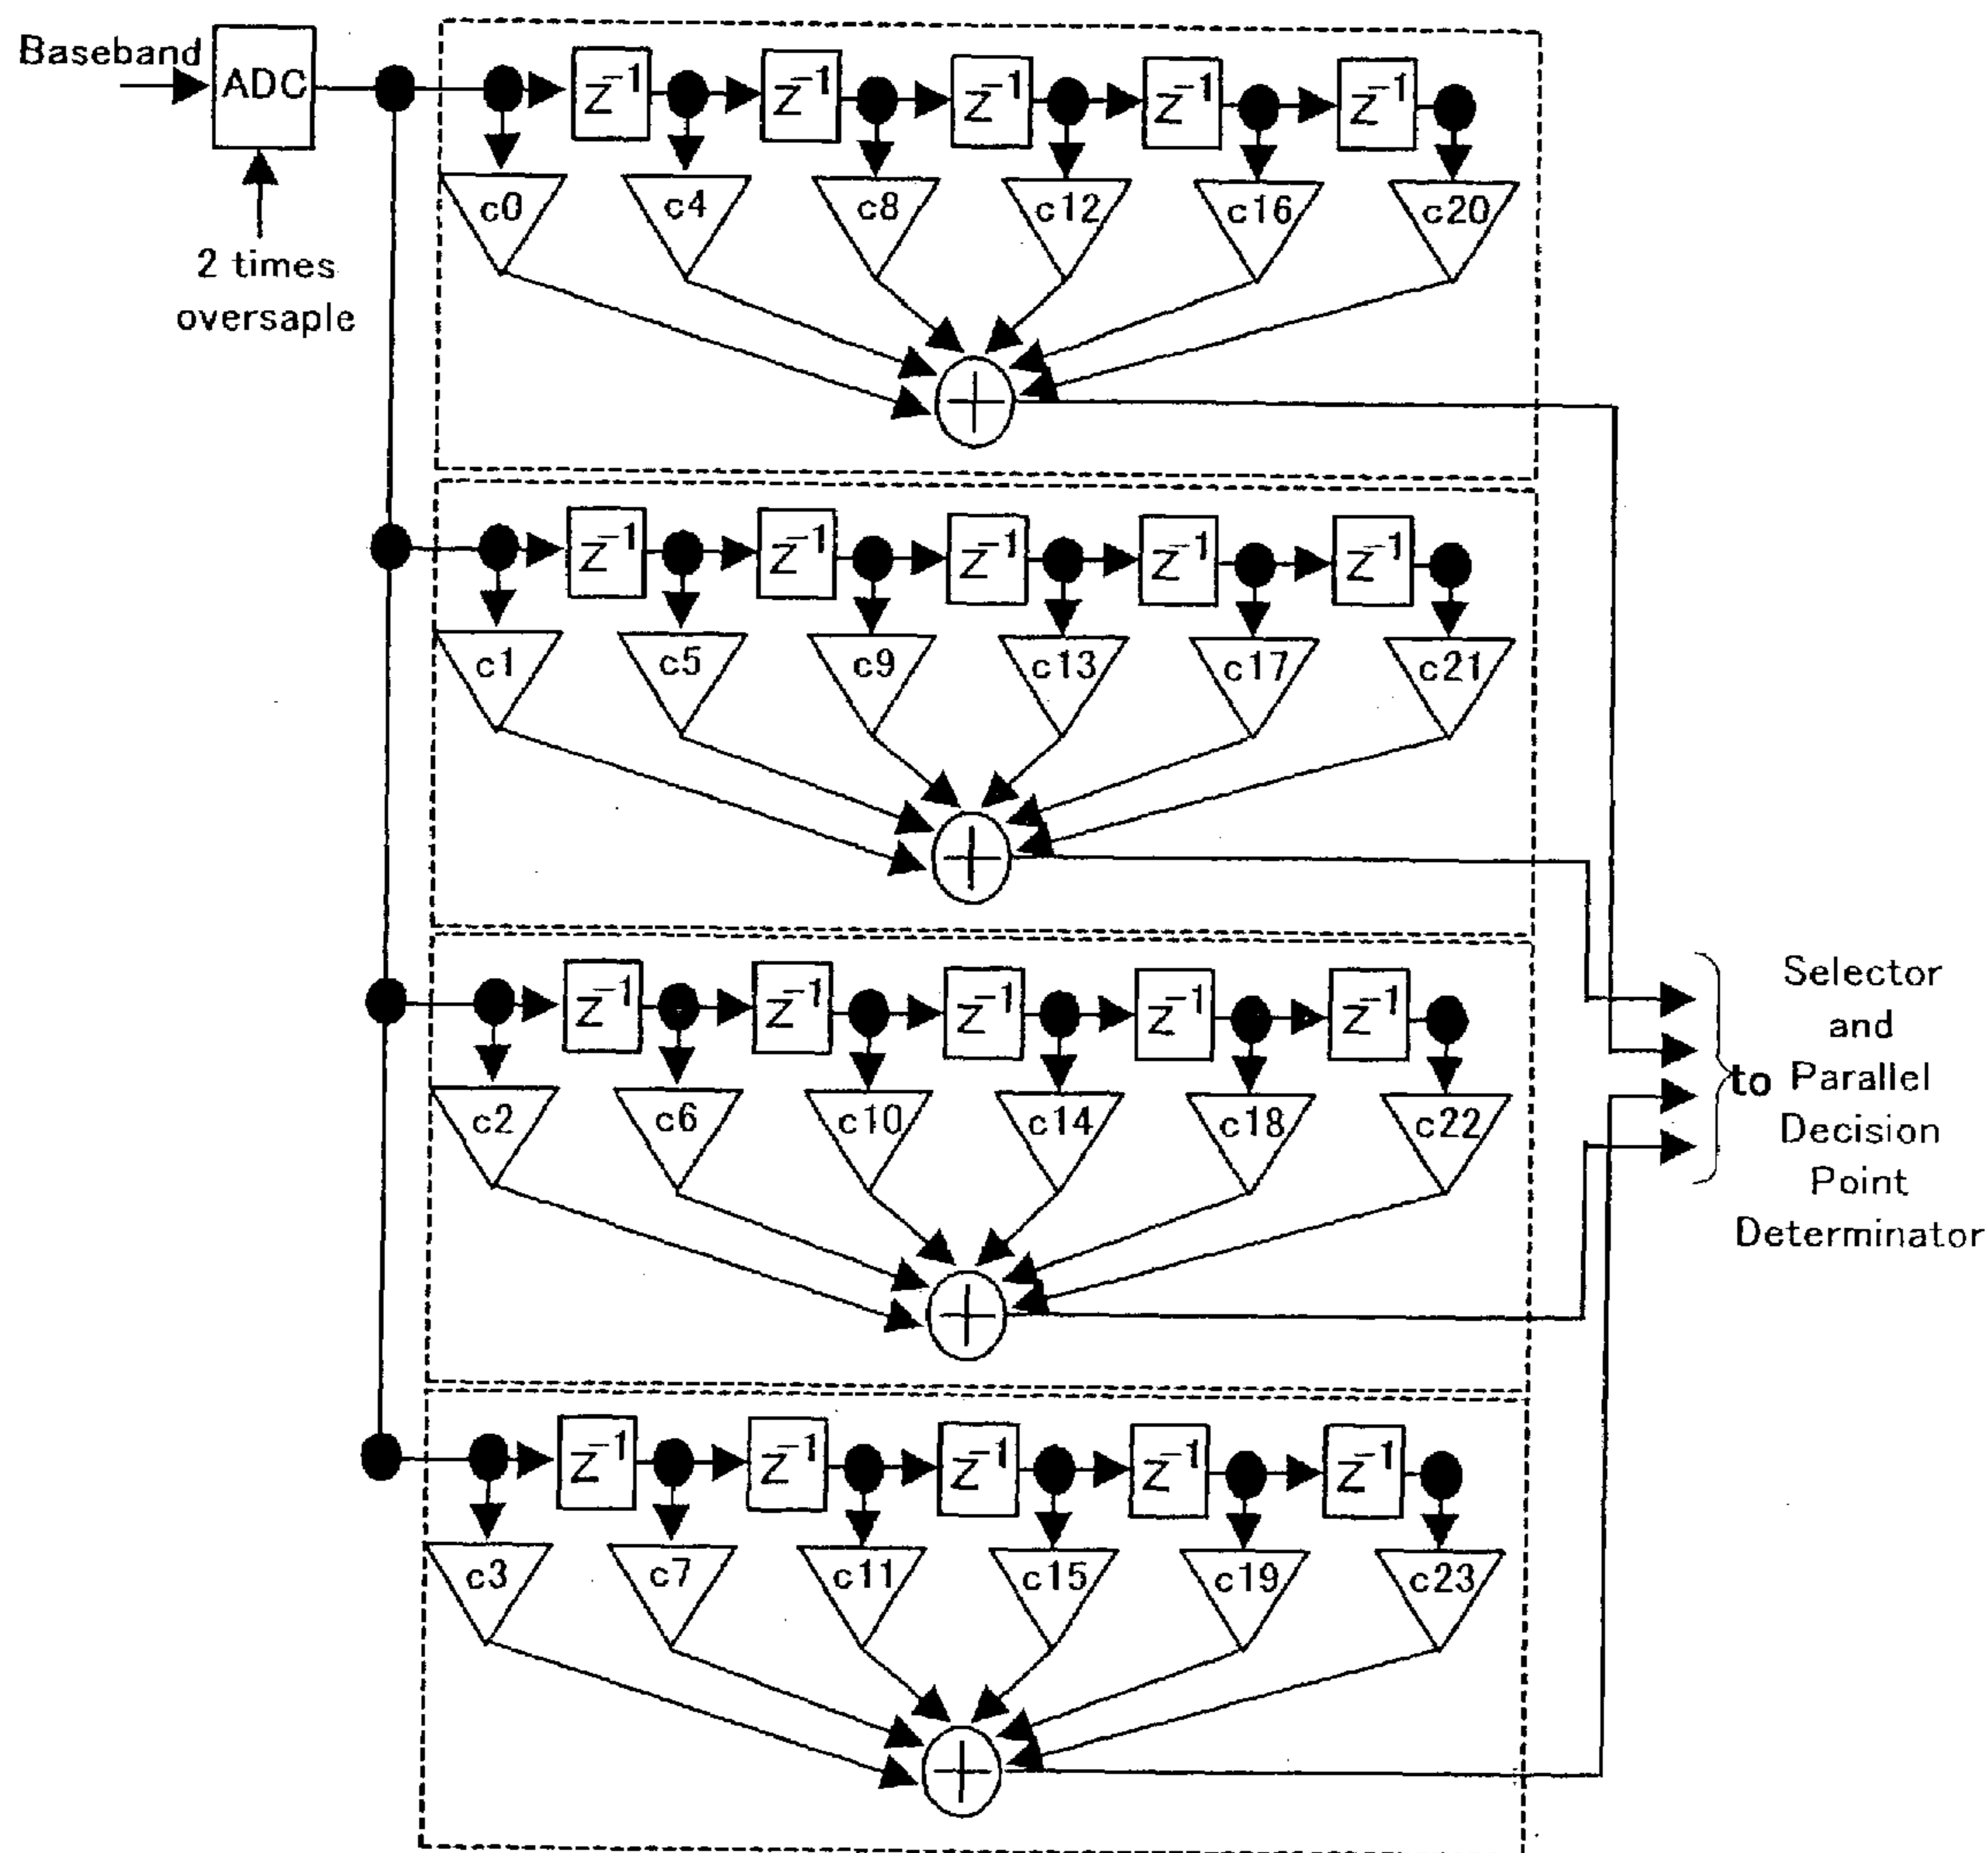 Baseband
ADC
2 times
oversaple
z⁻¹ z⁻¹ z⁻¹ z⁻¹ z⁻¹
c0 c4 c8 c12 c16 c20
z⁻¹ z⁻¹ z⁻¹ z⁻¹ z⁻¹
c1 c5 c9 c13 c17 c21
z⁻¹ z⁻¹ z⁻¹ z⁻¹ z⁻¹
c2 c6 c10 c14 c18 c22
z⁻¹ z⁻¹ z⁻¹ z⁻¹ z⁻¹
c3 c7 c11 c15 c19 c23
Selector
and
to Parallel
Decision
Point
Determinator